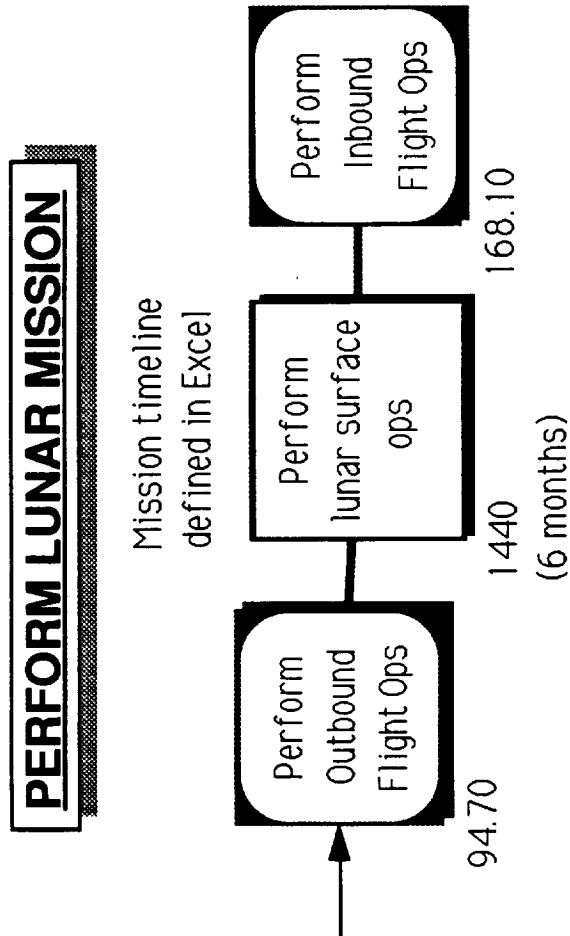 PERFORM LUNAR MISSION
Mission timeline
defined in Excel
Perform
Outbound
Flight Ops
94.70
Perform
lunar surface
ops
1440
(6 months)
Perform
Inbound
Flight Ops
168.10